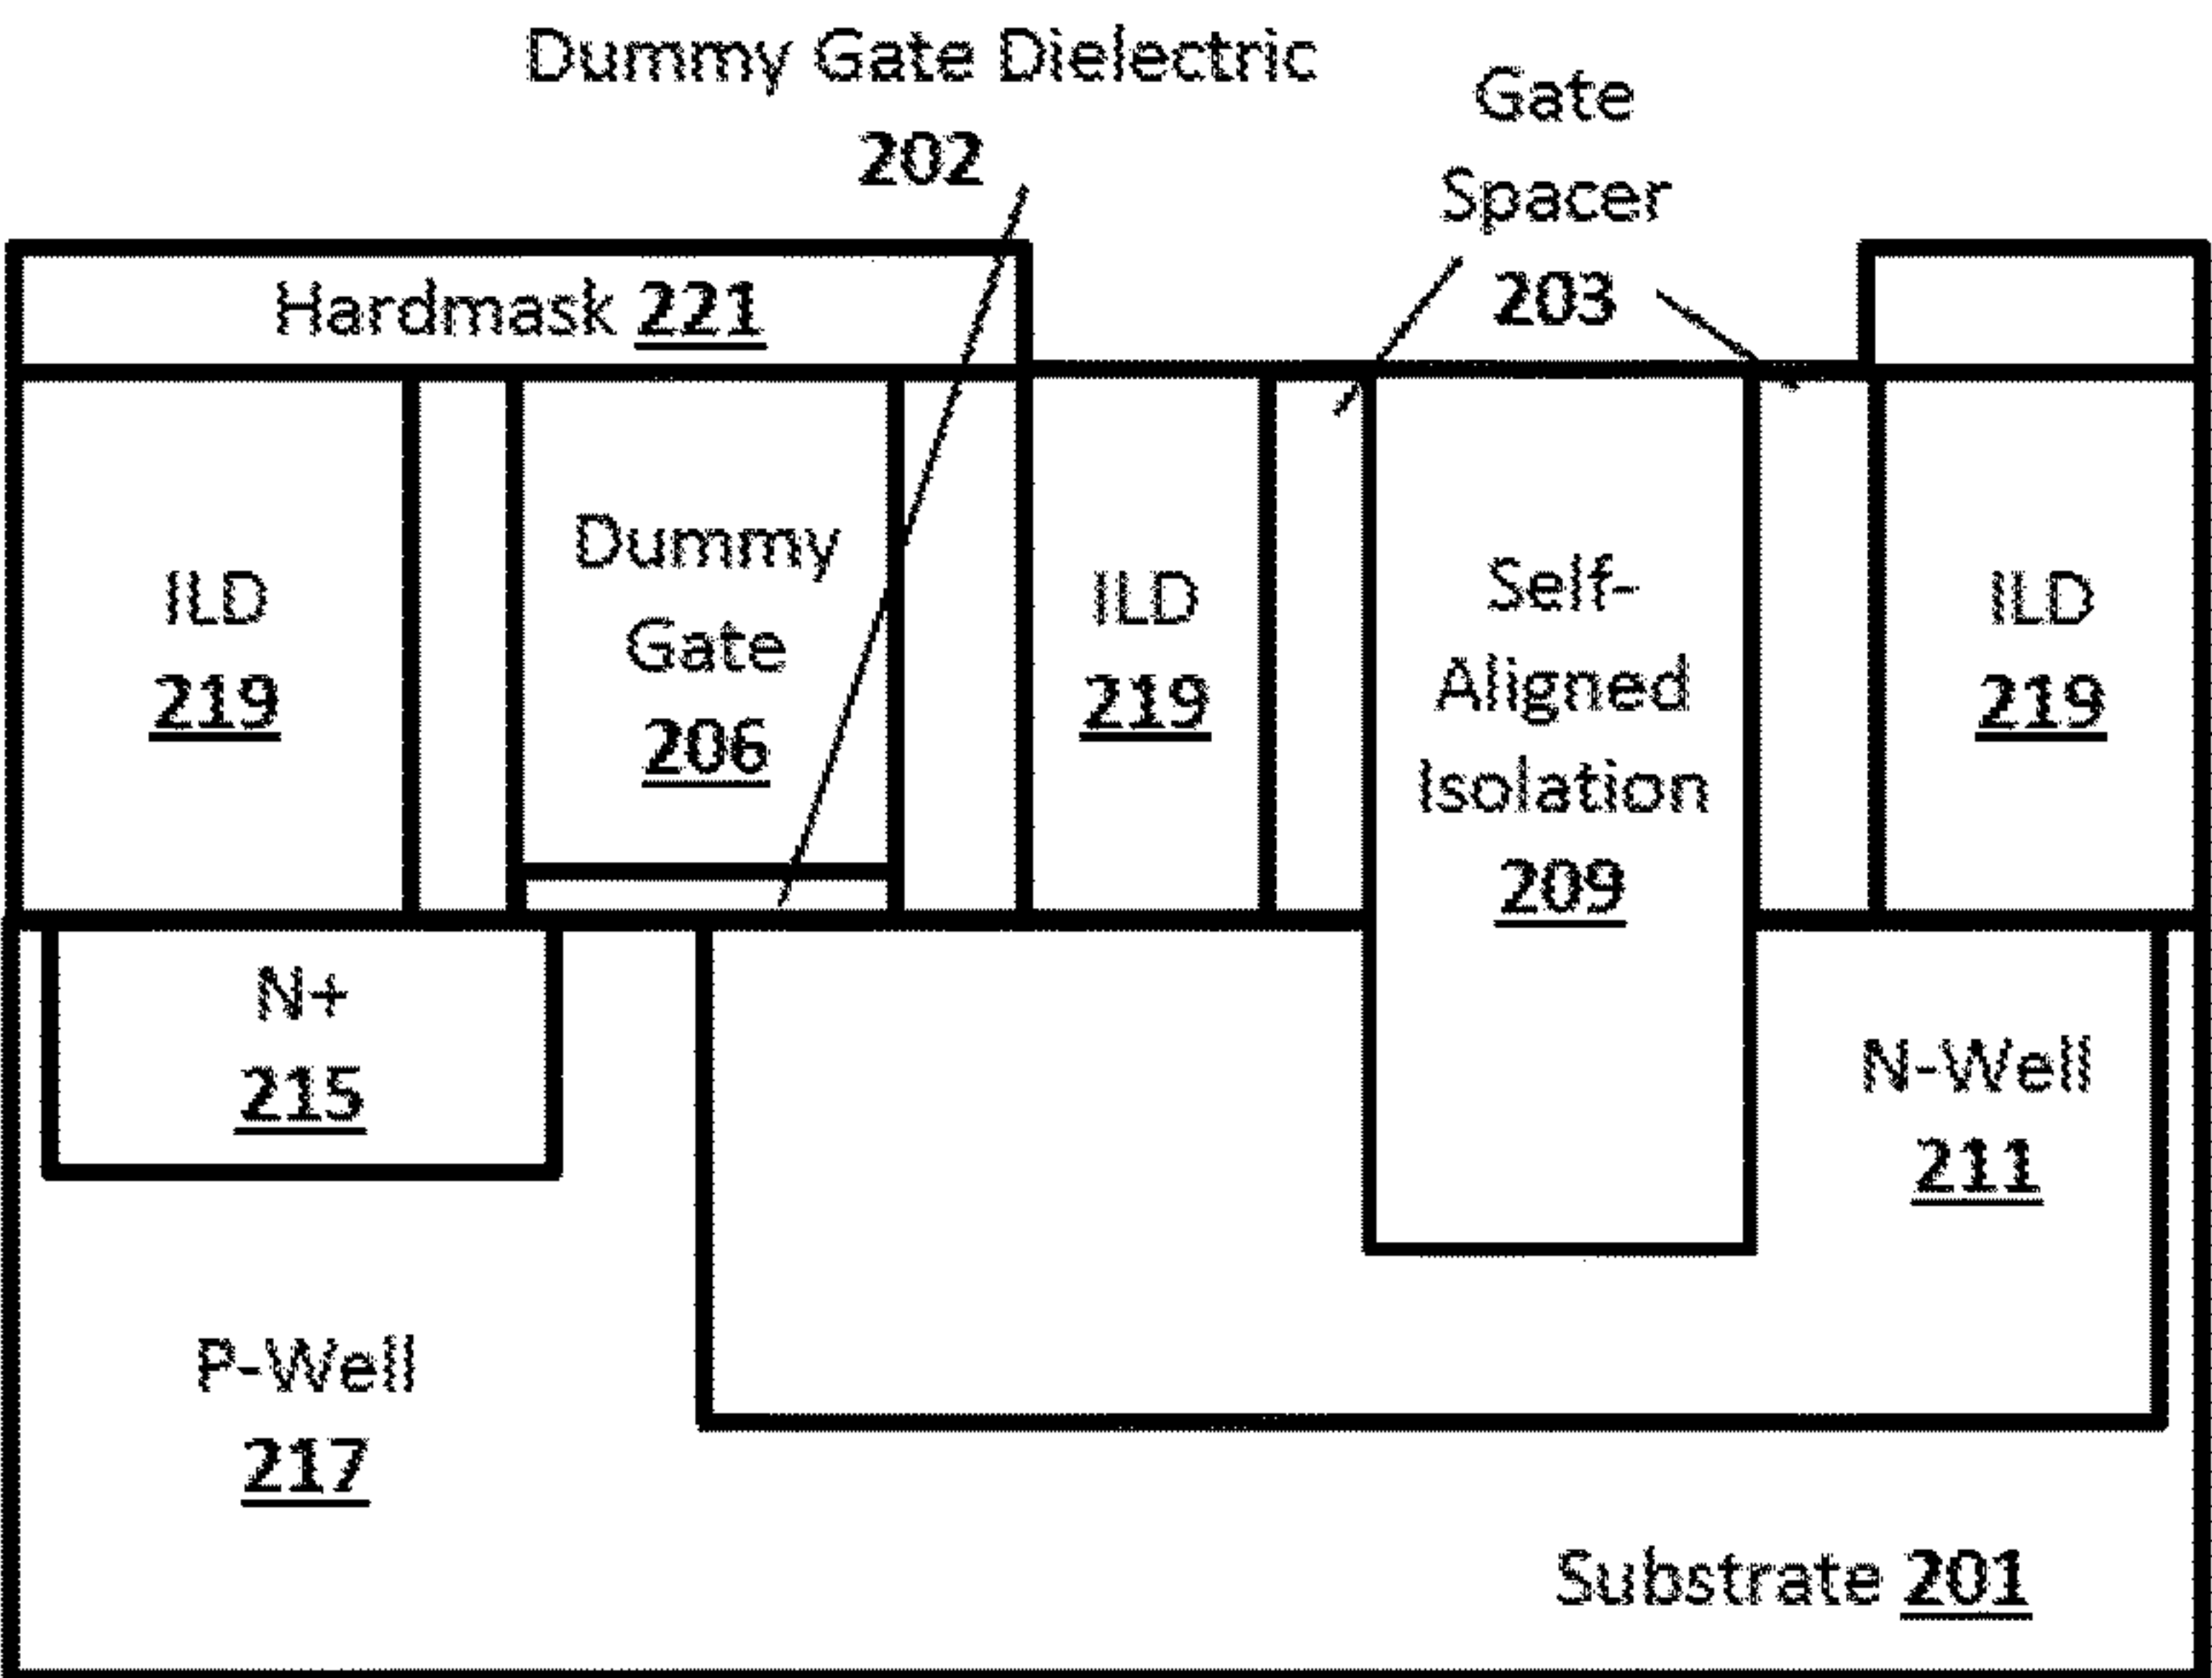 Dummy Gate Dielectric
202
Gate
Spacer
203
Hardmask 221
ILD
219
Dummy
Gate
206
ILD
219
Self-
Aligned
Isolation
209
ILD
219
N+
215
N-Well
211
P-Well
217
Substrate 201